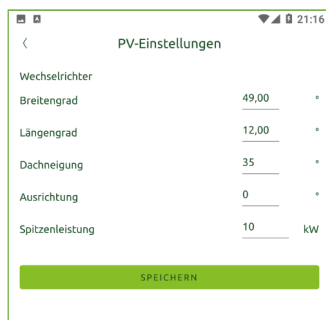 21:16
PV-Einstellungen
Wechselrichter
Breitengrad 49,00 °
Längengrad 12,00 °
Dachneigung 35 °
Ausrichtung 0 °
Spitzenleistung 10 kW
SPEICHERN